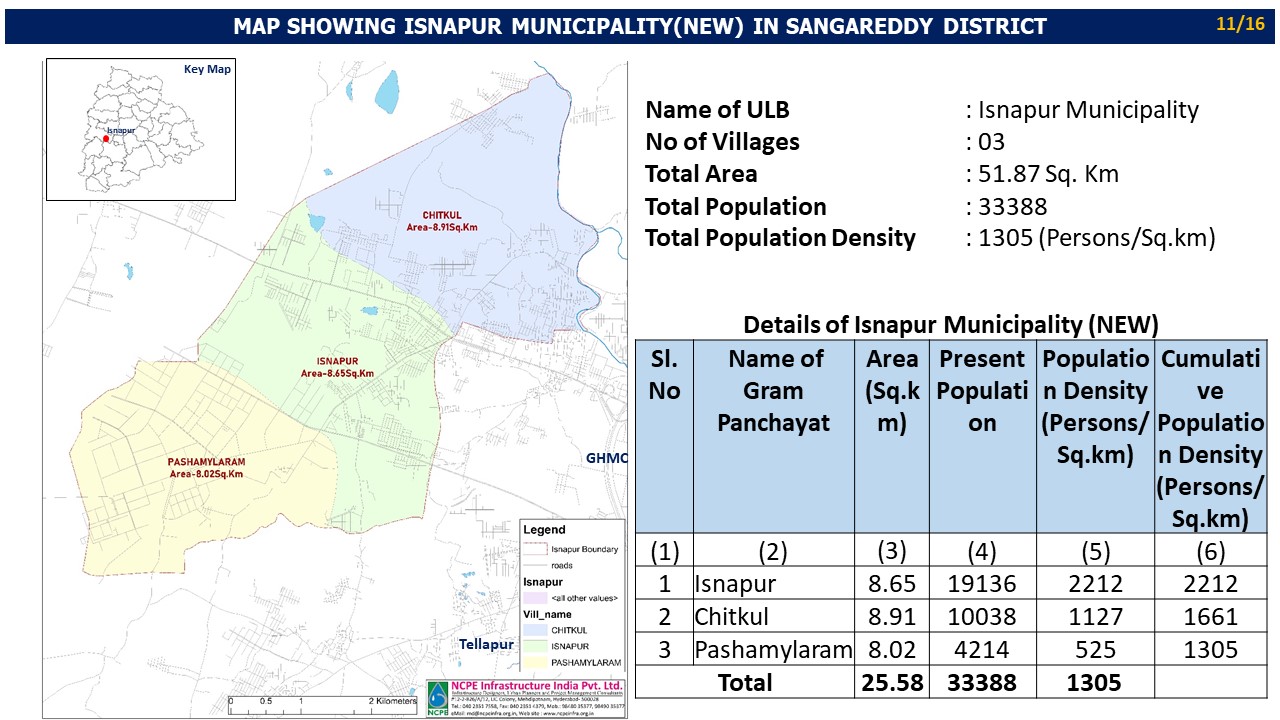 MAP SHOWING ISNAPUR MUNICIPALITY(NEW) IN SANGAREDDY DISTRICT
11/16
Key Map
Isnapur
CHITKUL
Area-8.91Sq.Km
ISNAPUR
Area-8.65Sq.Km
PASHAMYLARAM
Area-8.02Sq.Km
GHMC
Tellapur
Legend
Isnapur Boundary
roads
Isnapur
<all other values>
Vill_name
CHITKUL
ISNAPUR
PASHAMYLARAM
0 0.5 1 2 Kilometers
NCPE Infrastructure India Pvt. Ltd.
NCPE
Name of ULB : Isnapur Municipality
No of Villages : 03
Total Area : 51.87 Sq. Km
Total Population : 33388
Total Population Density : 1305 (Persons/Sq.km)
Details of Isnapur Municipality (NEW)
Sl. No
Name of Gram Panchayat
Area (Sq.km)
Present Population
Population Density (Persons/Sq.km)
Cumulative Population Density (Persons/Sq.km)
(1) (2) (3) (4) (5) (6)
1 Isnapur 8.65 19136 2212 2212
2 Chitkul 8.91 10038 1127 1661
3 Pashamylaram 8.02 4214 525 1305
Total 25.58 33388 1305